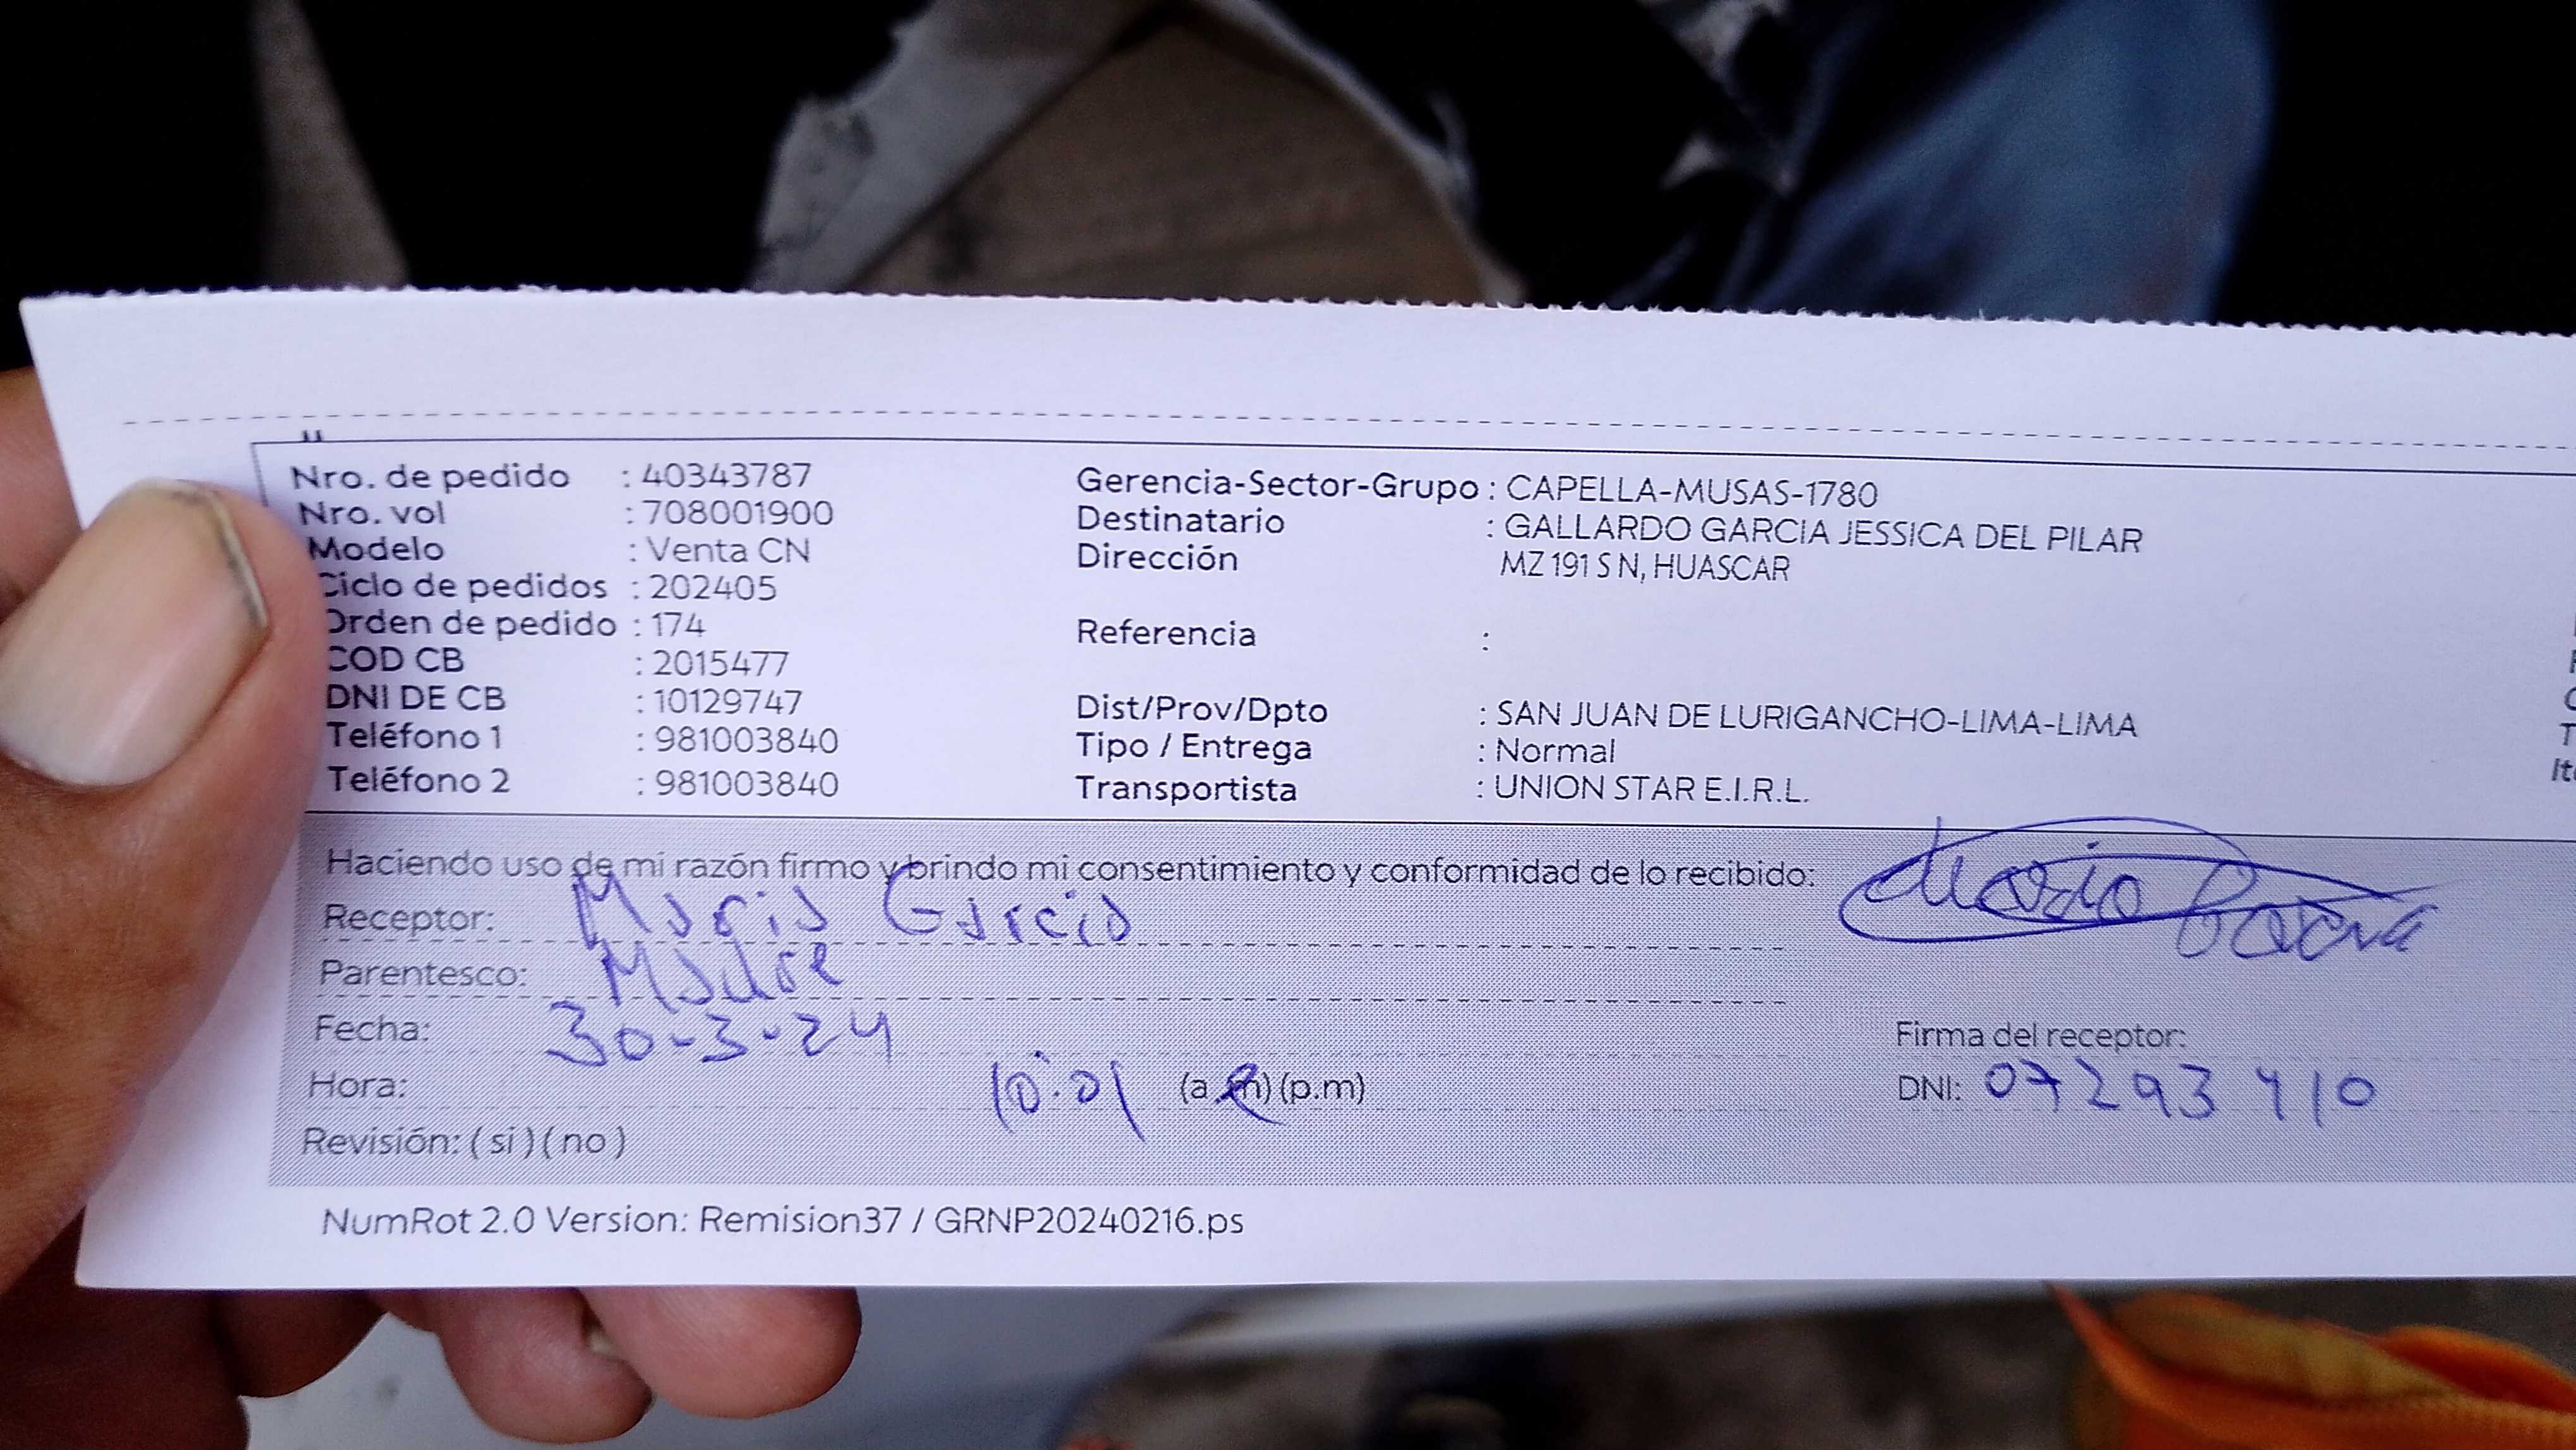 Nro. de pedido : 40343787
Nro. vol : 708001900
Modelo : Venta CN
Ciclo de pedidos : 202405
Orden de pedido : 174
COD CB : 2015477
DNI DE CB : 10129747
Teléfono 1 : 981003840
Teléfono 2 : 981003840
Gerencia-Sector-Grupo : CAPELLA-MUSAS-1780
Destinatario : GALLARDO GARCIA JESSICA DEL PILAR
Dirección MZ 191 S N, HUASCAR
Referencia :
Dist/Prov/Dpto : SAN JUAN DE LURIGANCHO-LIMA-LIMA
Tipo / Entrega : Normal
Transportista : UNION STAR E.I.R.L.
Haciendo uso de mi razón firmo y brindo mi consentimiento y conformidad de lo recibido:
Receptor: Maria Garcia
Parentesco: Madre
Fecha: 30-3-24
Hora: 10:01 (a.m) (p.m)
Revisión: ( si ) ( no )
Maria Garcia
Firma del receptor:
DNI: 07293410
NumRot 2.0 Version: Remision37 / GRNP20240216.ps